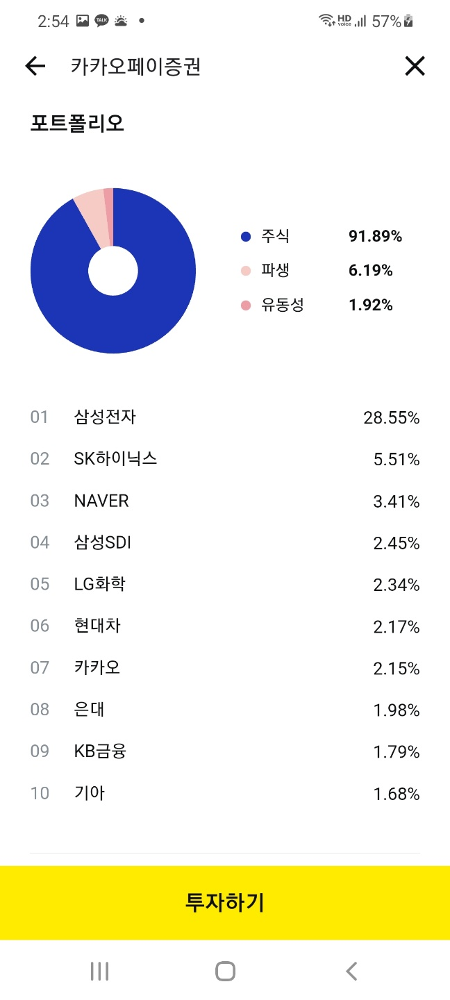 2:54 TALK HD voice 57%
카카오페이증권
포트폴리오
주식 91.89%
파생 6.19%
유동성 1.92%
01 삼성전자 28.55%
02 SK하이닉스 5.51%
03 NAVER 3.41%
04 삼성SDI 2.45%
05 LG화학 2.34%
06 현대차 2.17%
07 카카오 2.15%
08 은대 1.98%
09 KB금융 1.79%
10 기아 1.68%
투자하기